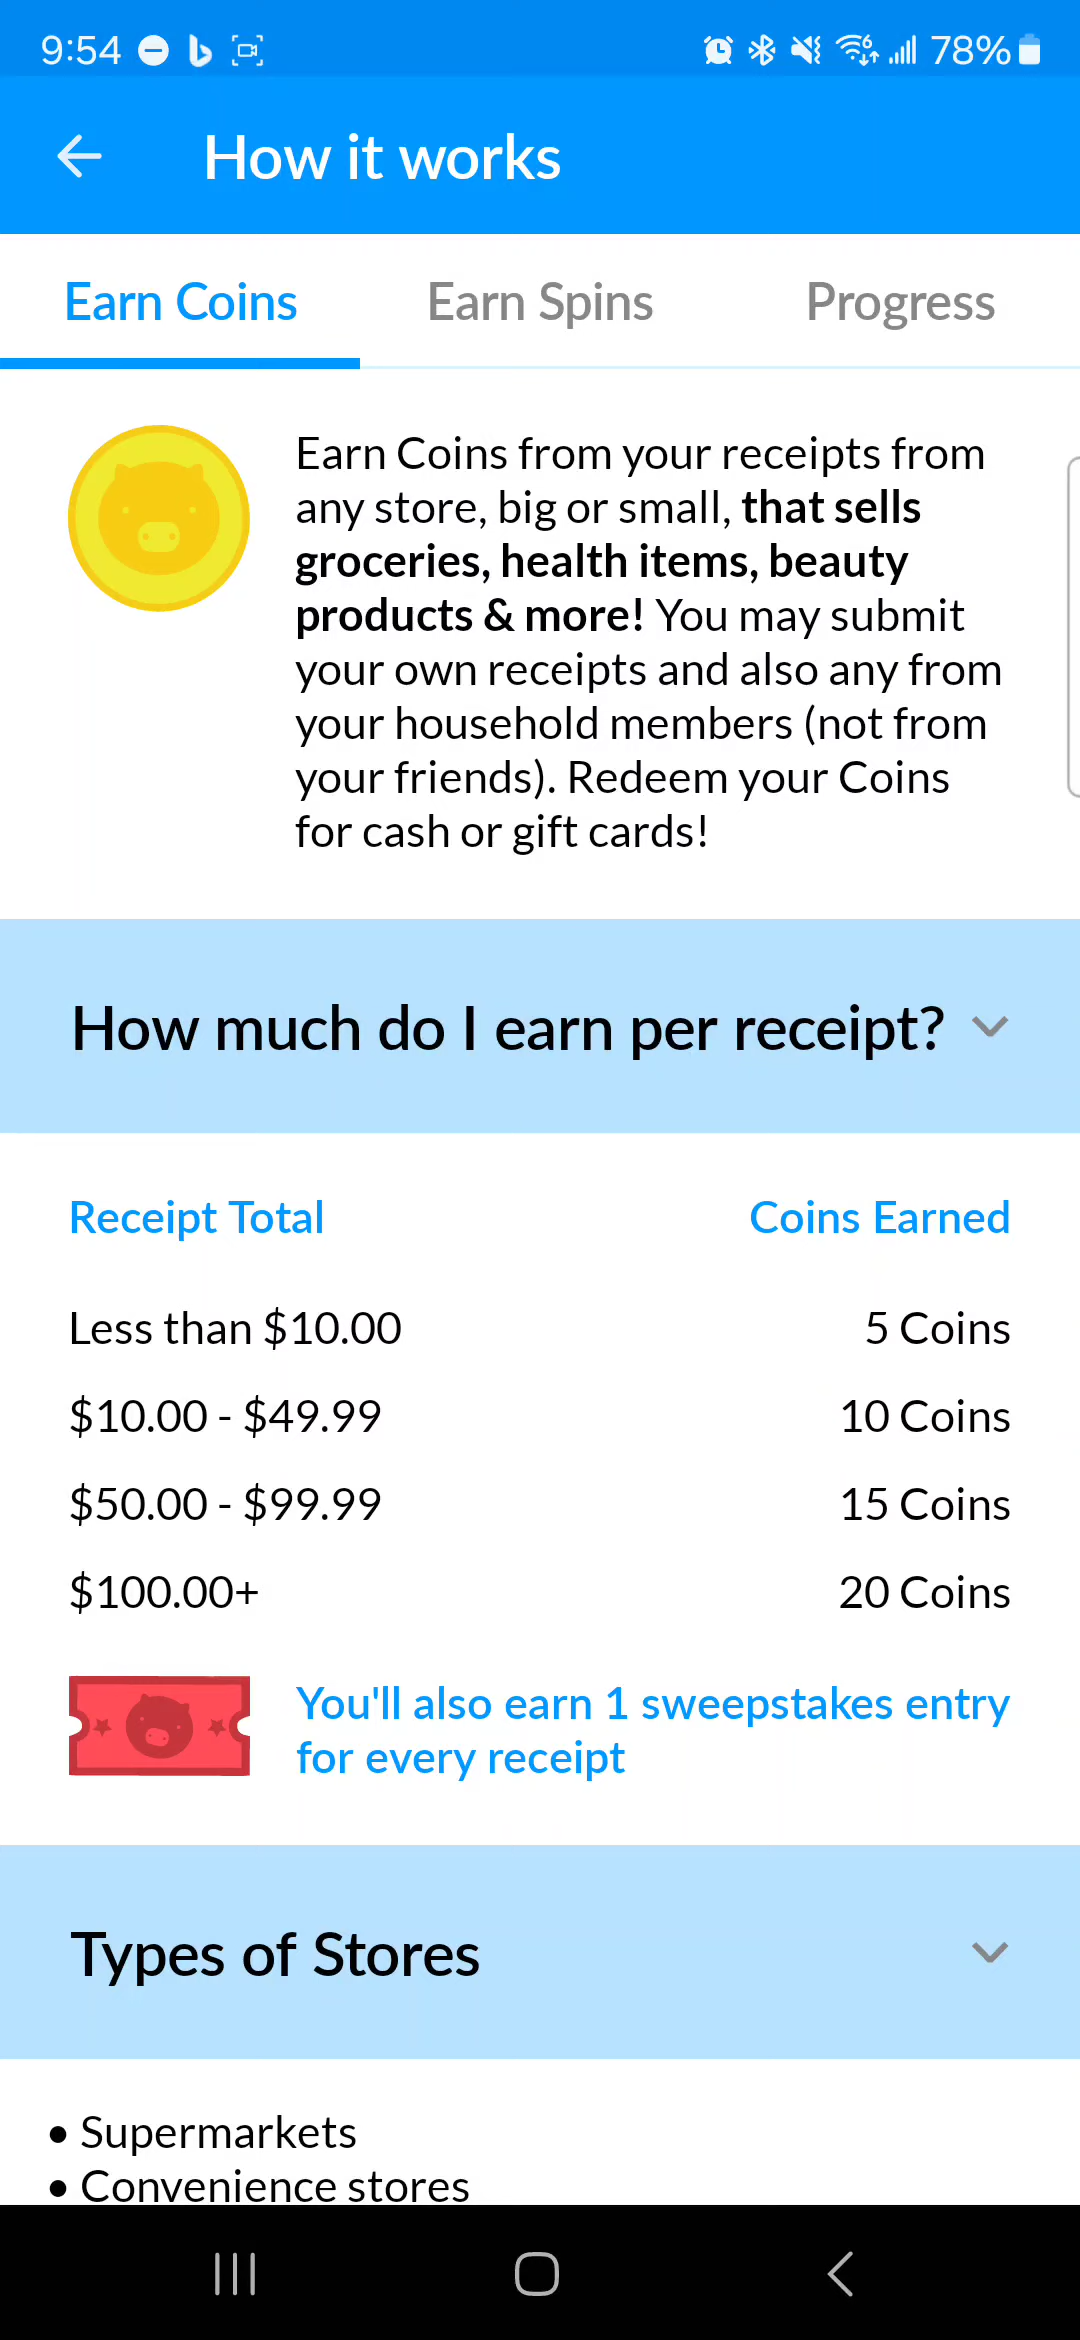 9:54
78%
How it works
Earn Coins
Earn Spins
Progress
Earn Coins from your receipts from
any store, big or small, that sells
groceries, health items, beauty
products & more! You may submit
your own receipts and also any from
your household members (not from
your friends). Redeem your Coins
for cash or gift cards!
How much do I earn per receipt?
Receipt Total
Coins Earned
Less than $10.00
5 Coins
$10.00 - $49.99
10 Coins
$50.00 - $99.99
15 Coins
$100.00+
20 Coins
You'll also earn 1 sweepstakes entry
for every receipt
Types of Stores
• Supermarkets
• Convenience stores